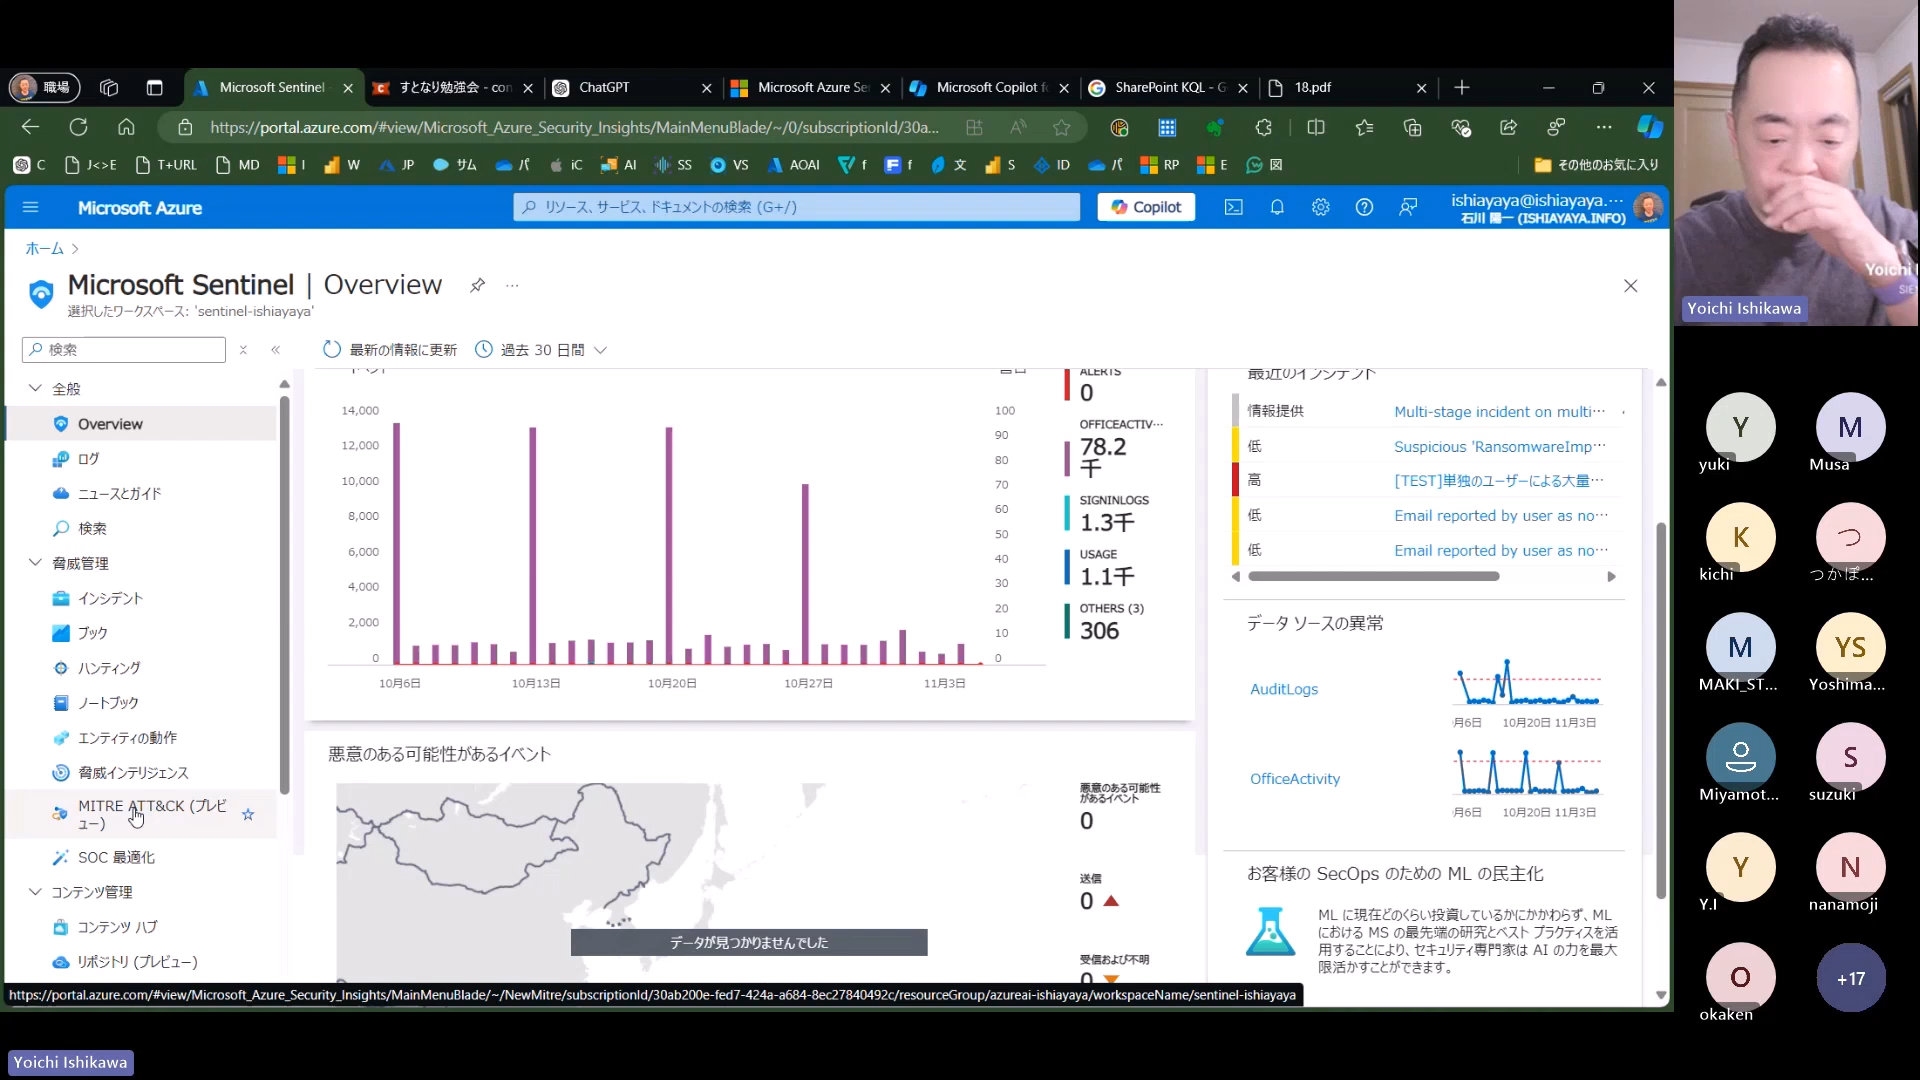 職場
Microsoft Sentinel
すとなり勉強会 - con
ChatGPT
Microsoft Azure Se
Microsoft Copilot f
SharePoint KQL - G
18.pdf
https://portal.azure.com/#view/Microsoft_Azure_Security_Insights/MainMenuBlade/~/0/subscriptionId/30a...
C
J<>E
T+URL
MD
I
W
JP
サム
パ
iC
AI
SS
VS
AOAI
f
f
文
S
ID
パ
RP
E
図
その他のお気に入り
Microsoft Azure
リソース、サービス、ドキュメントの検索 (G+/)
Copilot
ishiayaya@ishiayaya.…
石川 陽一 (ISHIAYAYA.INFO)
ホーム
Microsoft Sentinel | Overview
選択したワークスペース: 'sentinel-ishiayaya'
検索
最新の情報に更新
過去 30 日間
全般
Overview
ログ
ニュースとガイド
検索
脅威管理
インシデント
ブック
ハンティング
ノートブック
エンティティの動作
脅威インテリジェンス
MITRE ATT&CK (プレビ
ュー)
SOC 最適化
コンテンツ管理
コンテンツ ハブ
リポジトリ (プレビュー)
14,000
12,000
10,000
8,000
6,000
4,000
2,000
0
100
90
80
70
60
50
40
30
20
10
0
10月6日
10月13日
10月20日
10月27日
11月3日
ALERTS
0
OFFICEACTIV…
78.2
千
SIGNINLOGS
1.3千
USAGE
1.1千
OTHERS (3)
306
悪意のある可能性があるイベント
データが見つかりませんでした
悪意のある可能性
があるイベント
0
送信
0
受信および不明
0
最近のインシデント
情報提供
Multi-stage incident on multi…
低
Suspicious 'RansomwareImp…
高
[TEST]単独のユーザーによる大量…
低
Email reported by user as no…
低
Email reported by user as no…
データ ソースの異常
AuditLogs
月6日
10月20日
11月3日
OfficeActivity
月6日
10月20日
11月3日
お客様の SecOps のための ML の民主化
ML に現在どのくらい投資しているかにかかわらず、ML
における MS の最先端の研究とベスト プラクティスを活
用することにより、セキュリティ専門家は AI の力を最大
限活かすことができます。
https://portal.azure.com/#view/Microsoft_Azure_Security_Insights/MainMenuBlade/~/NewMitre/subscriptionId/30ab200e-fed7-424a-a684-8ec27840492c/resourceGroup/azureai-ishiayaya/workspaceName/sentinel-ishiayaya
Yoichi Ishikawa
Yoichi I
SIE
Yoichi Ishikawa
Y
yuki
M
Musa
K
kichi
つ
つかぽ...
M
MAKI_ST...
YS
Yoshima...
Miyamot...
S
suzuki
Y
Y.I
N
nanamoji
O
okaken
+17